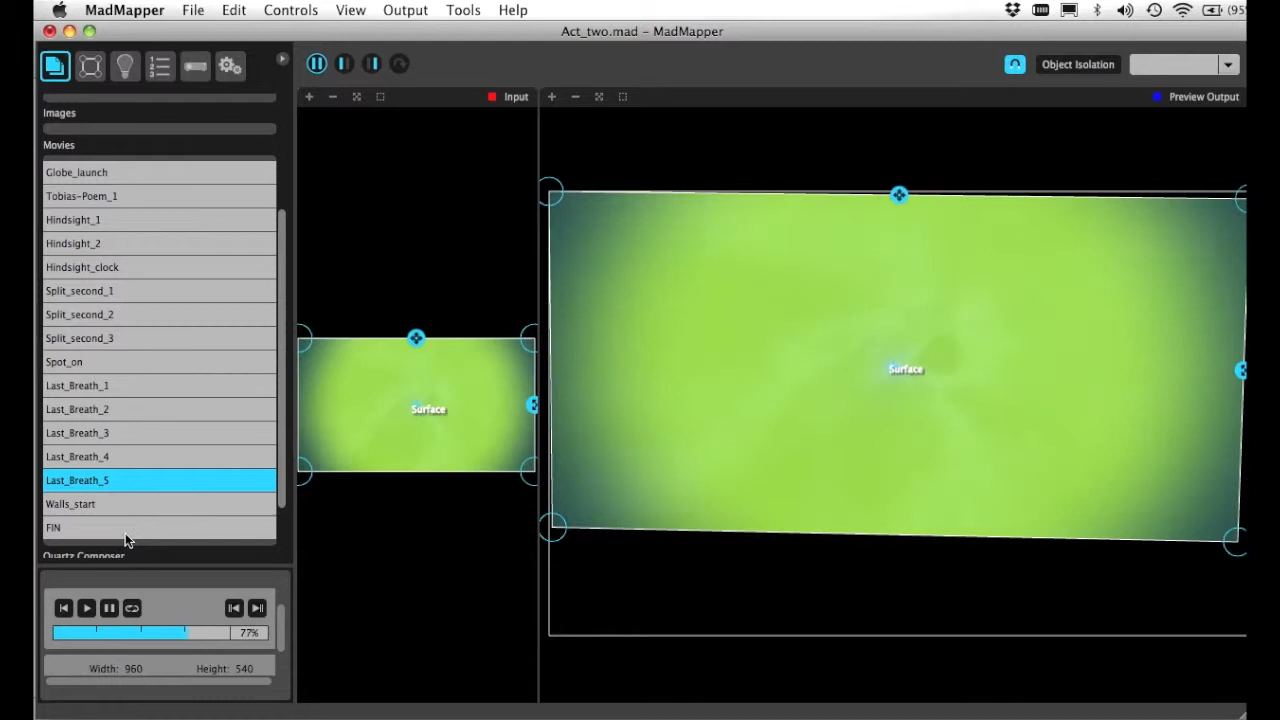 MadMapper File Edit Controls View Output Tools Help (95
Act_two.mad – MadMapper
Object Isolation
Input
Preview Output
Images
Movies
Globe_launch
Tobias-Poem_1
Hindsight_1
Hindsight_2
Hindsight_clock
Split_second_1
Split_second_2
Split_second_3
Spot_on
Last_Breath_1
Last_Breath_2
Last_Breath_3
Last_Breath_4
Last_Breath_5
Walls_start
FIN
Quartz Composer
77%
Width: 960 Height: 540
Surface
Surface